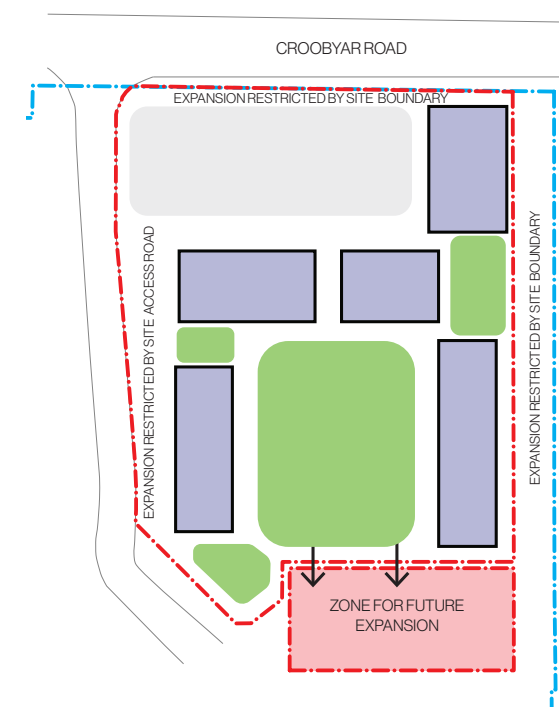 CROOBYAR ROAD
EXPANSION RESTRICTED BY SITE BOUNDARY
EXPANSION RESTRICTED BY SITE ACCESS ROAD
EXPANSION RESTRICTED BY SITE BOUNDARY
ZONE FOR FUTURE
EXPANSION